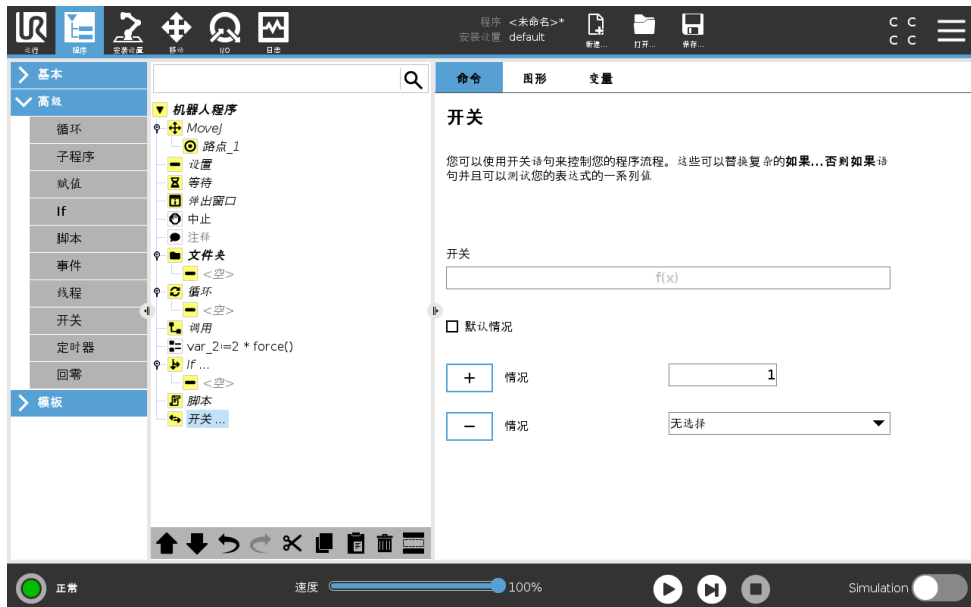 UR
运行
程序
安装设置
移动
I/O
日志
程序 <未命名>*
安装设置 default
新建...
打开...
保存...
C C
C C
基本
高级
循环
子程序
赋值
If
脚本
事件
线程
开关
定时器
回零
模板
机器人程序
MoveJ
路点_1
设置
等待
弹出窗口
中止
注释
文件夹
<空>
循环
<空>
调用
var_2:=2 * force()
If ...
<空>
脚本
开关 ...
命令 图形 变量
开关
您可以使用开关语句来控制您的程序流程。这些可以替换复杂的如果...否则如果语
句并且可以测试您的表达式的一系列值
开关
f(x)
默认情况
+ 情况 1
− 情况 无选择
正常
速度 100%
Simulation